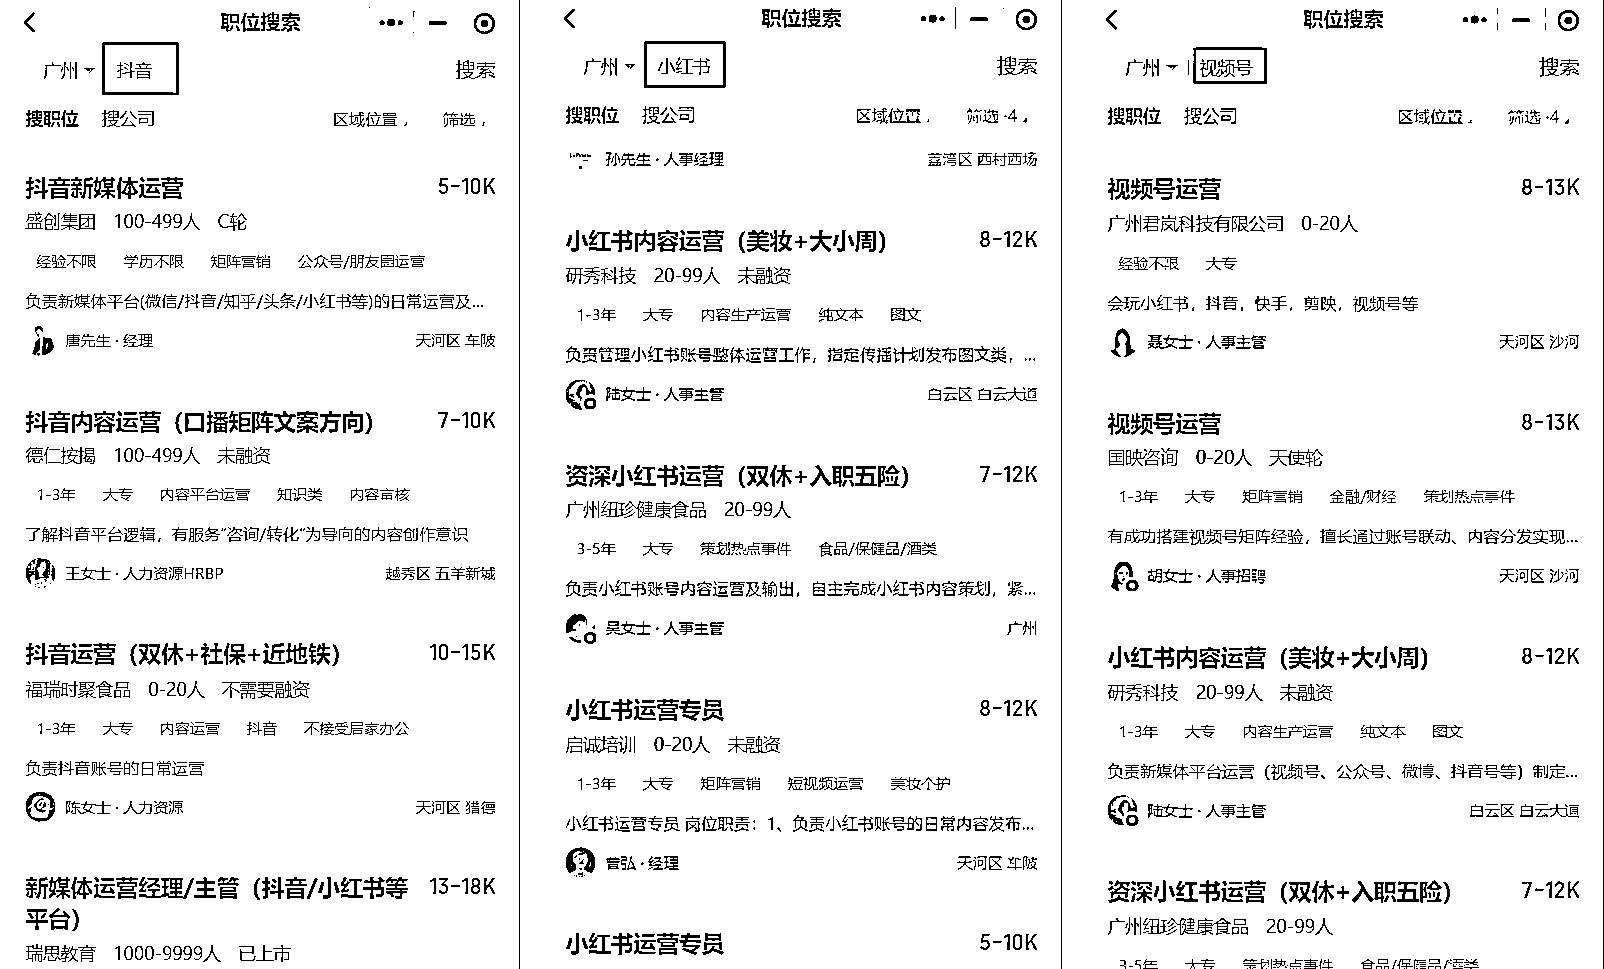 职位搜索
广州 抖音 搜索
搜职位 搜公司 区域位置 筛选
抖音新媒体运营 5-10K
盛创集团 100-499人 C轮
经验不限 学历不限 矩阵营销 公众号/朋友圈运营
负责新媒体平台(微信/抖音/知乎/头条/小红书等)的日常运营及...
唐先生·经理 天河区 车陂
抖音内容运营（口播矩阵文案方向） 7-10K
德仁按揭 100-499人 未融资
1-3年 大专 内容平台运营 知识类 内容审核
了解抖音平台逻辑，有服务“咨询/转化”为导向的内容创作意识
王女士·人力资源HRBP 越秀区 五羊新城
抖音运营（双休+社保+近地铁） 10-15K
福瑞时聚食品 0-20人 不需要融资
1-3年 大专 内容运营 抖音 不接受居家办公
负责抖音账号的日常运营
陈女士·人力资源 天河区 猎德
新媒体运营经理/主管（抖音/小红书等 13-18K
平台）
瑞思教育 1000-9999人 已上市
职位搜索
广州 小红书 搜索
搜职位 搜公司 区域位置 筛选·4
孙先生·人事经理 荔湾区 西村西场
小红书内容运营（美妆+大小周） 8-12K
研秀科技 20-99人 未融资
1-3年 大专 内容生产运营 纯文本 图文
负责管理小红书账号整体运营工作，指定传播计划发布图文类，...
陆女士·人事主管 白云区 白云大道
资深小红书运营（双休+入职五险） 7-12K
广州纽珍健康食品 20-99人
3-5年 大专 策划热点事件 食品/保健品/酒类
负责小红书账号内容运营及输出，自主完成小红书内容策划，紧...
吴女士·人事主管 广州
小红书运营专员 8-12K
启诚培训 0-20人 未融资
1-3年 大专 矩阵营销 短视频运营 美妆个护
小红书运营专员 岗位职责：1、负责小红书账号的日常内容发布...
曾弘·经理 天河区 车陂
小红书运营专员 5-10K
职位搜索
广州 视频号 搜索
搜职位 搜公司 区域位置 筛选·4
视频号运营 8-13K
广州君岚科技有限公司 0-20人
经验不限 大专
会玩小红书，抖音，快手，剪映，视频号等
聂女士·人事主管 天河区 沙河
视频号运营 8-13K
国映咨询 0-20人 天使轮
1-3年 大专 矩阵营销 金融/财经 策划热点事件
有成功搭建视频号矩阵经验，擅长通过账号联动、内容分发实现...
胡女士·人事招聘 天河区 沙河
小红书内容运营（美妆+大小周） 8-12K
研秀科技 20-99人 未融资
1-3年 大专 内容生产运营 纯文本 图文
负责新媒体平台运营（视频号、公众号、微博、抖音号等）制定...
陆女士·人事主管 白云区 白云大道
资深小红书运营（双休+入职五险） 7-12K
广州纽珍健康食品 20-99人
3-5年 大专 策划热点事件 食品/保健品/酒类